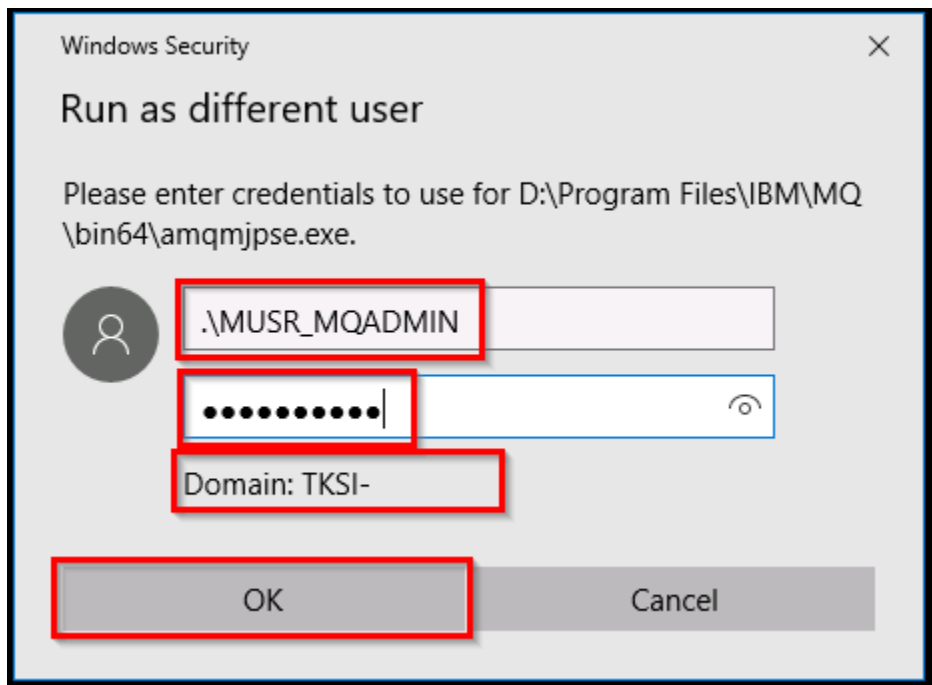 Windows Security
Run as different user
Please enter credentials to use for D:\Program Files\IBM\MQ
\bin64\amqmjpse.exe.
.\MUSR_MQADMIN
●●●●●●●●●●
Domain: TKSI-
OK
Cancel